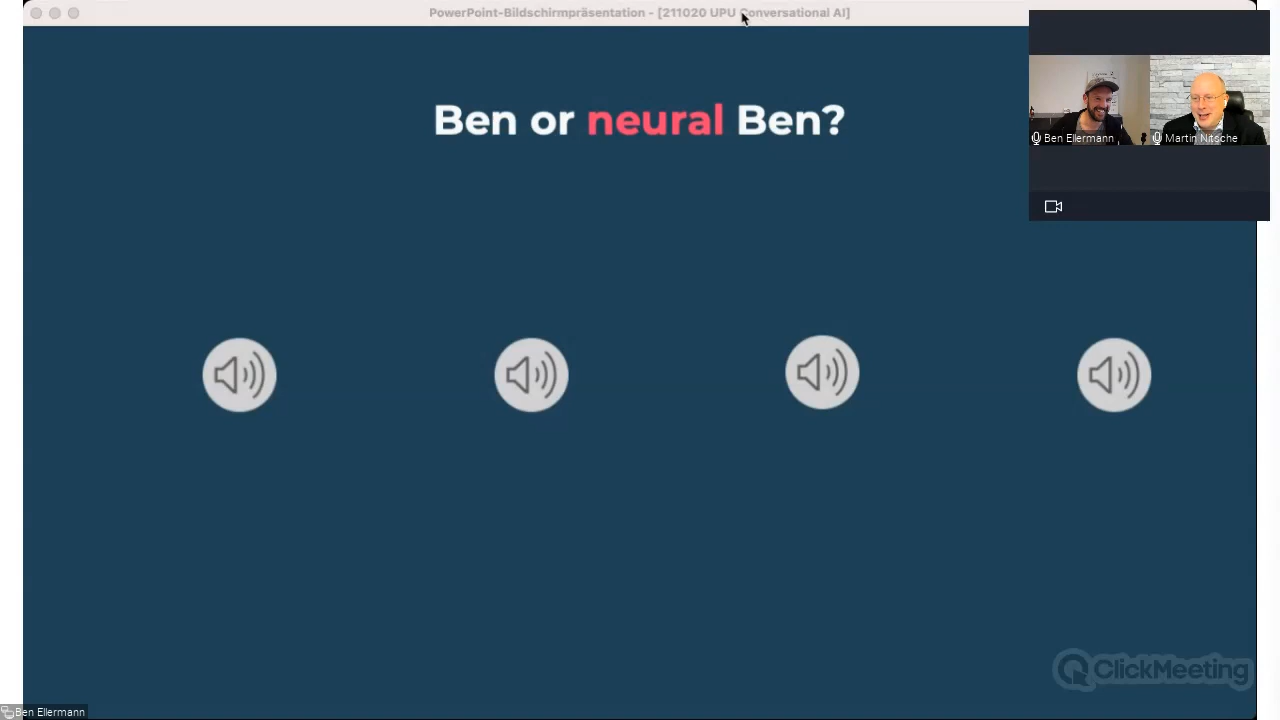 PowerPoint-Bildschirmpräsentation - [211020 UPU Conversational AI]
Ben or neural Ben?
Ben Ellermann
Martin Nitsche
ClickMeeting
Ben Ellermann